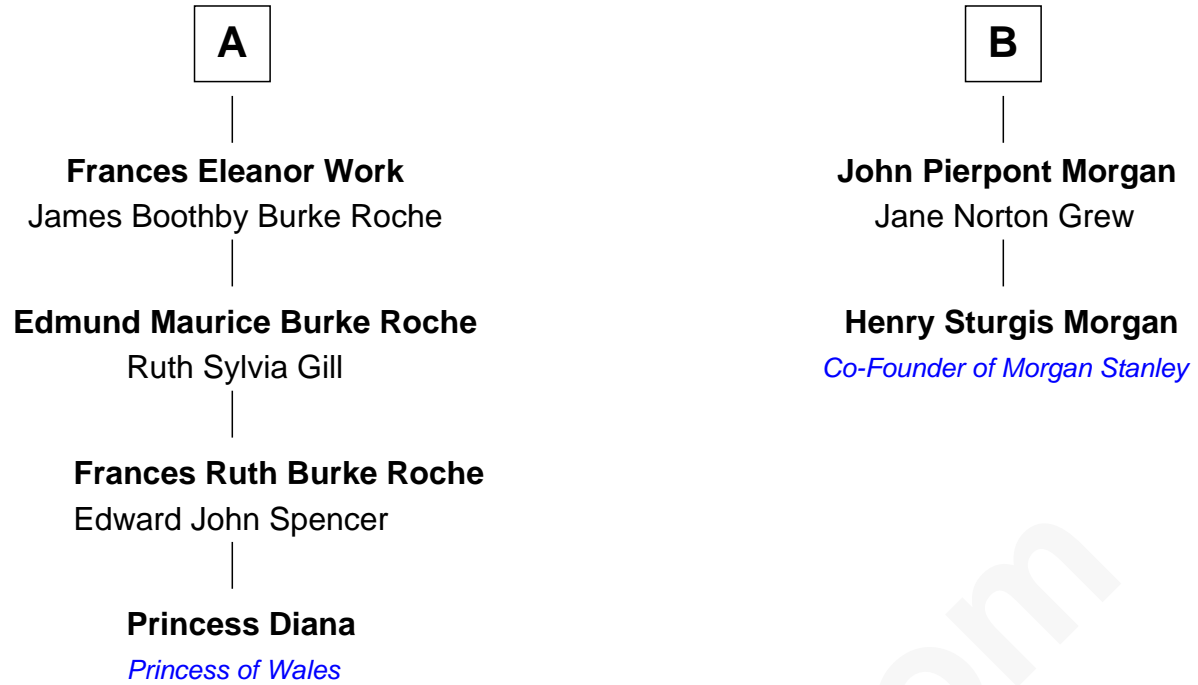 A
Frances Eleanor Work
James Boothby Burke Roche
Edmund Maurice Burke Roche
Ruth Sylvia Gill
Frances Ruth Burke Roche
Edward John Spencer
Princess Diana
Princess of Wales
B
John Pierpont Morgan
Jane Norton Grew
Henry Sturgis Morgan
Co-Founder of Morgan Stanley
om